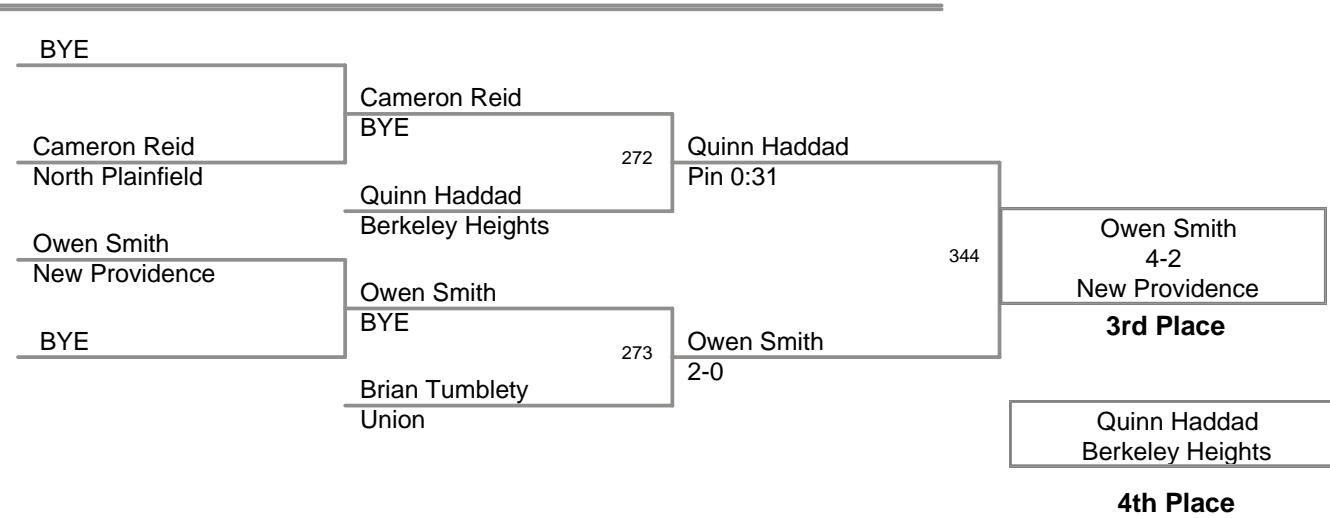 BYE
Cameron Reid
BYE
Cameron Reid
North Plainfield
272
Quinn Haddad
Pin 0:31
Quinn Haddad
Berkeley Heights
Owen Smith
New Providence
344
Owen Smith
4-2
New Providence
3rd Place
Owen Smith
BYE
BYE
273
Owen Smith
2-0
Brian Tumblety
Union
Quinn Haddad
Berkeley Heights
4th Place